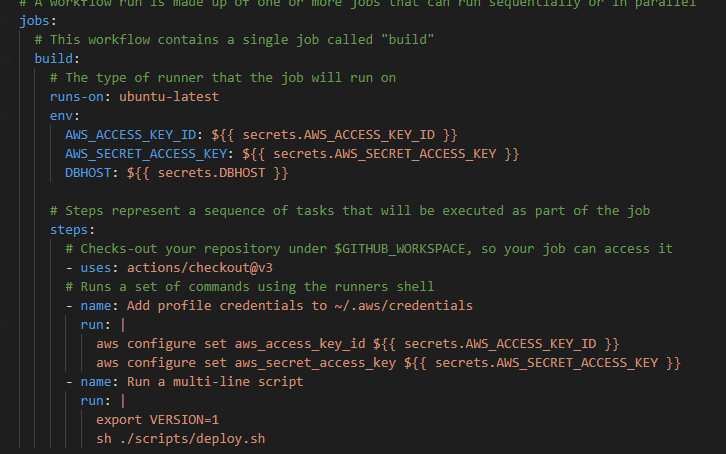 # A workflow run is made up of one or more jobs that can run sequentially or in parallel
jobs:
  # This workflow contains a single job called "build"
  build:
    # The type of runner that the job will run on
    runs-on: ubuntu-latest
    env:
      AWS_ACCESS_KEY_ID: ${{ secrets.AWS_ACCESS_KEY_ID }}
      AWS_SECRET_ACCESS_KEY: ${{ secrets.AWS_SECRET_ACCESS_KEY }}
      DBHOST: ${{ secrets.DBHOST }}

    # Steps represent a sequence of tasks that will be executed as part of the job
    steps:
      # Checks-out your repository under $GITHUB_WORKSPACE, so your job can access it
      - uses: actions/checkout@v3
      # Runs a set of commands using the runners shell
      - name: Add profile credentials to ~/.aws/credentials
        run: |
          aws configure set aws_access_key_id ${{ secrets.AWS_ACCESS_KEY_ID }}
          aws configure set aws_secret_access_key ${{ secrets.AWS_SECRET_ACCESS_KEY }}
      - name: Run a multi-line script
        run: |
          export VERSION=1
          sh ./scripts/deploy.sh